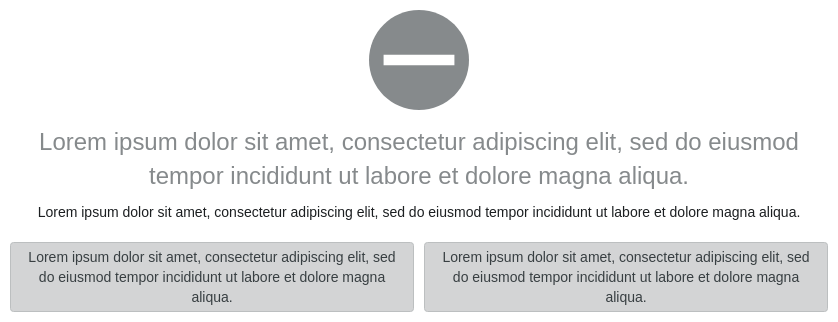 Lorem ipsum dolor sit amet, consectetur adipiscing elit, sed do eiusmod
tempor incididunt ut labore et dolore magna aliqua.
Lorem ipsum dolor sit amet, consectetur adipiscing elit, sed do eiusmod tempor incididunt ut labore et dolore magna aliqua.
Lorem ipsum dolor sit amet, consectetur adipiscing elit, sed
do eiusmod tempor incididunt ut labore et dolore magna
aliqua.
Lorem ipsum dolor sit amet, consectetur adipiscing elit, sed
do eiusmod tempor incididunt ut labore et dolore magna
aliqua.